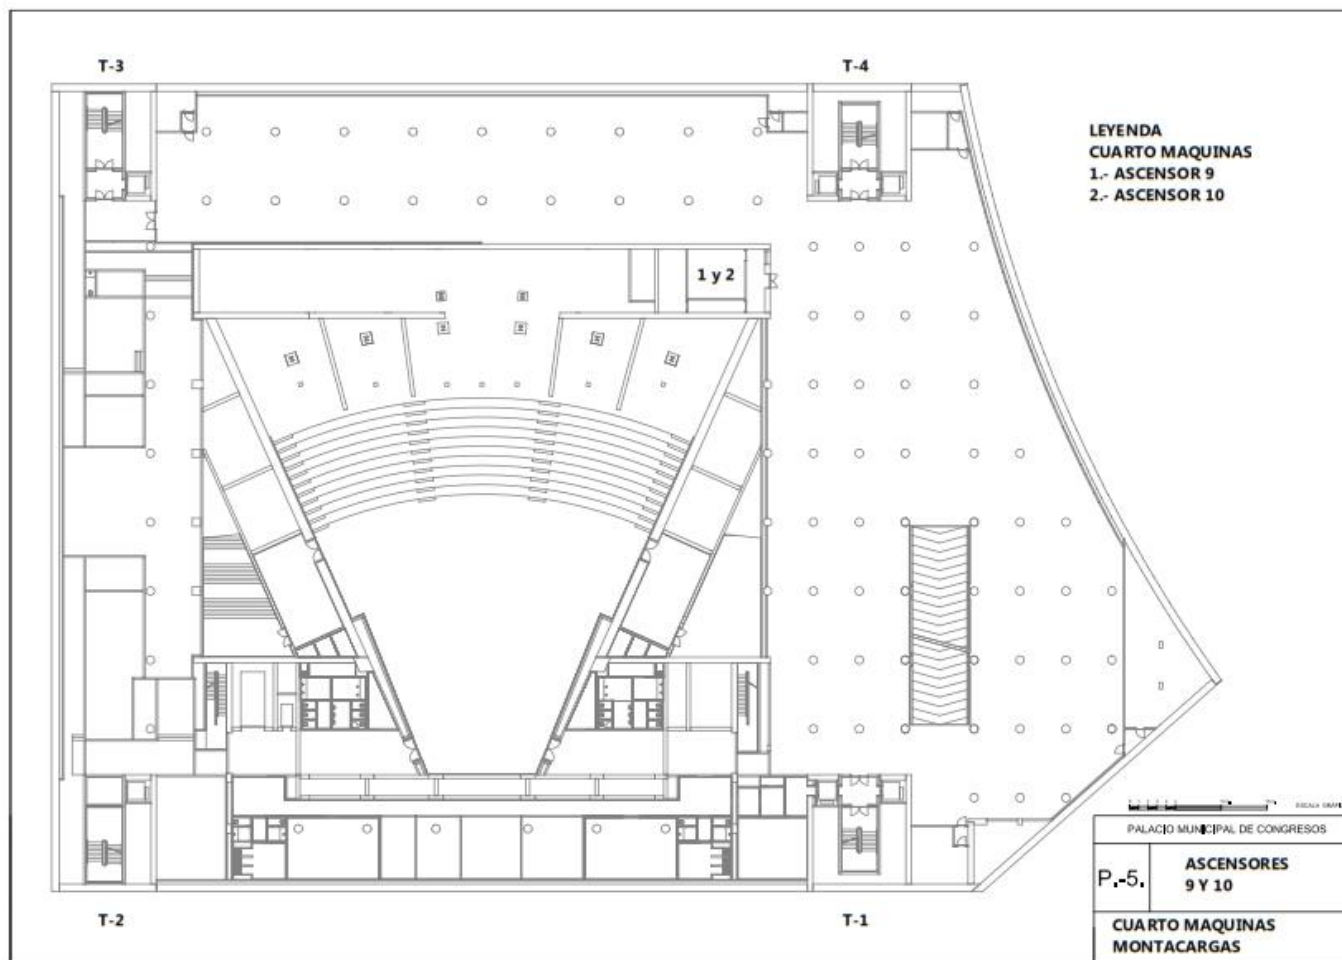 T-3
T-4
LEYENDA
CUARTO MAQUINAS
1.- ASCENSOR 9
2.- ASCENSOR 10
1 y 2
PALACIO MUNICIPAL DE CONGRESOS
P.-5.
ASCENSORES
9 Y 10
T-2
T-1
CUARTO MAQUINAS
MONTACARGAS